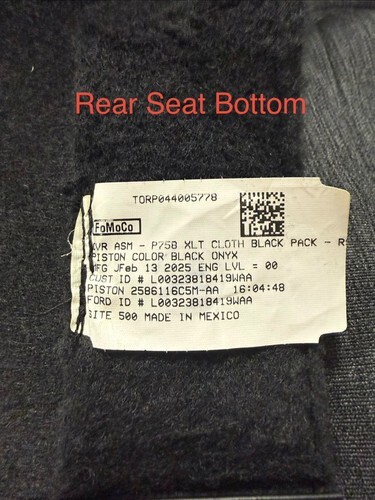 Rear Seat Bottom
TORP044005778
FoMoCo
VR ASM - P758 XLT CLOTH BLACK PACK - RS
PISTON COLOR BLACK ONYX
MFG JFeb 13 2025 ENG LVL = 00
CUST ID # L00323818419WAA
PISTON 2586116C5M-AA 16:04:48
FORD ID # L00323818419WAA
SITE 500 MADE IN MEXICO